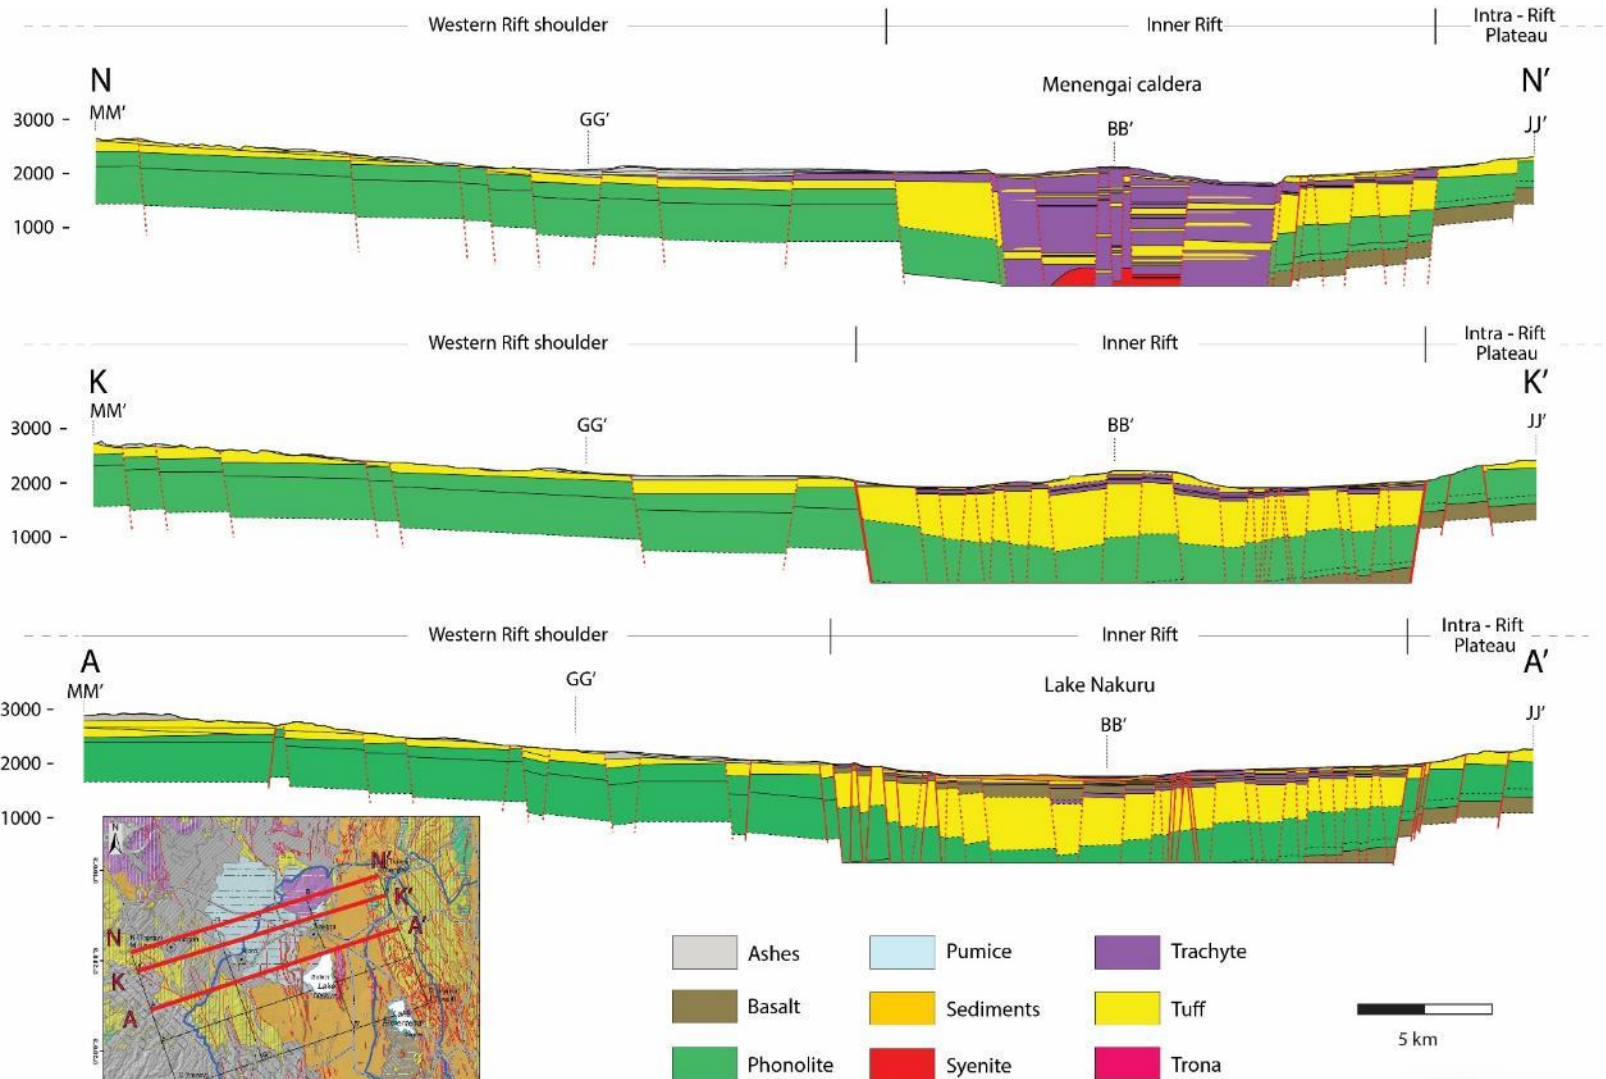 Western Rift shoulder
Inner Rift
Intra - Rift
Plateau
N
Menengai caldera
N'
MM'
GG'
BB'
JJ'
3000 -
2000 -
1000 -
Western Rift shoulder
Inner Rift
Intra - Rift
Plateau
K
K'
MM'
GG'
BB'
JJ'
3000 -
2000 -
1000 -
Western Rift shoulder
Inner Rift
Intra - Rift
Plateau
A
Lake Nakuru
A'
MM'
GG'
BB'
JJ'
3000 -
2000 -
1000 -
N
N'
K'
A'
N
K
A
Lake
Ashes
Pumice
Trachyte
Basalt
Sediments
Tuff
Phonolite
Syenite
Trona
5 km